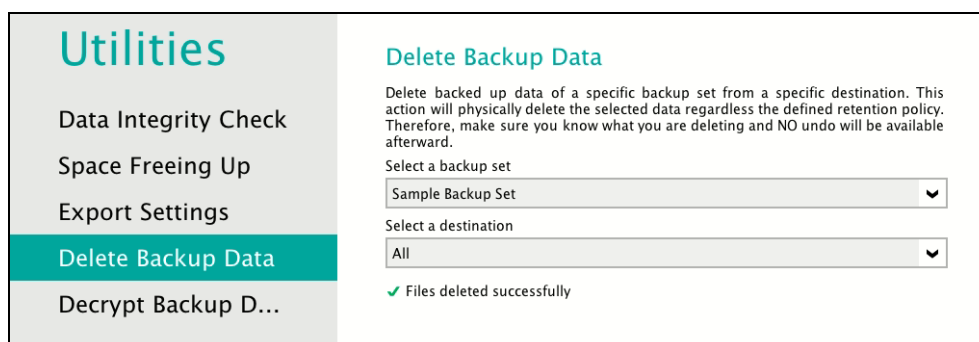 Utilities
Data Integrity Check
Space Freeing Up
Export Settings
Delete Backup Data
Decrypt Backup D...
Delete Backup Data
Delete backed up data of a specific backup set from a specific destination. This
action will physically delete the selected data regardless the defined retention policy.
Therefore, make sure you know what you are deleting and NO undo will be available
afterward.
Select a backup set
Sample Backup Set
Select a destination
All
Files deleted successfully